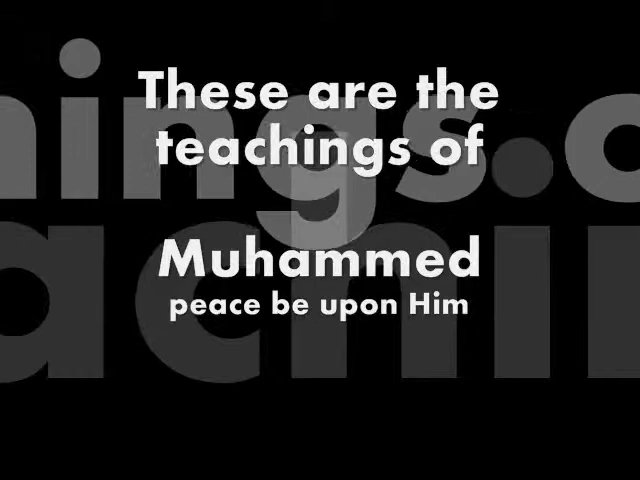 These are the
teachings of
Muhammed
peace be upon Him